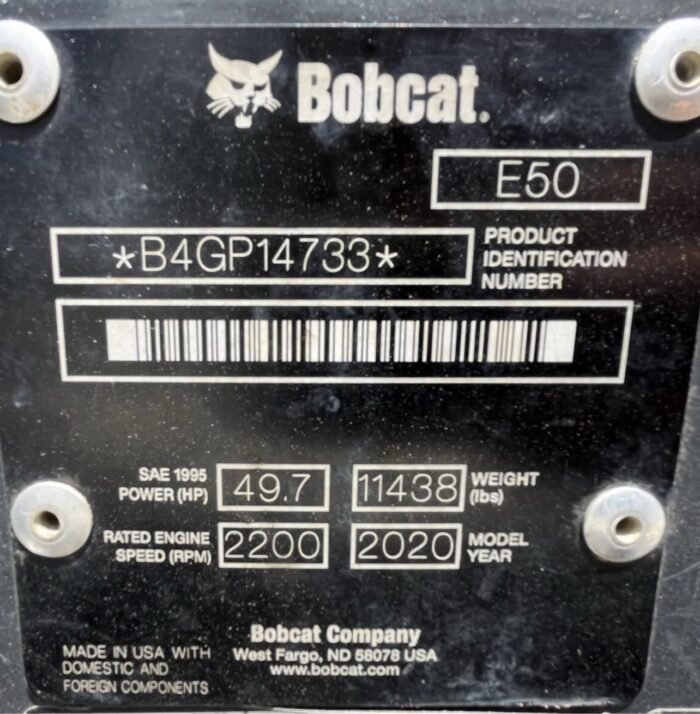 Bobcat.
E50
*B4GP14733*
PRODUCT
IDENTIFICATION
NUMBER
SAE 1995
POWER (HP)
49.7
11438
WEIGHT
(lbs)
RATED ENGINE
SPEED (RPM)
2200
2020
MODEL
YEAR
Bobcat Company
West Fargo, ND 58078 USA
www.bobcat.com
MADE IN USA WITH
DOMESTIC AND
FOREIGN COMPONENTS